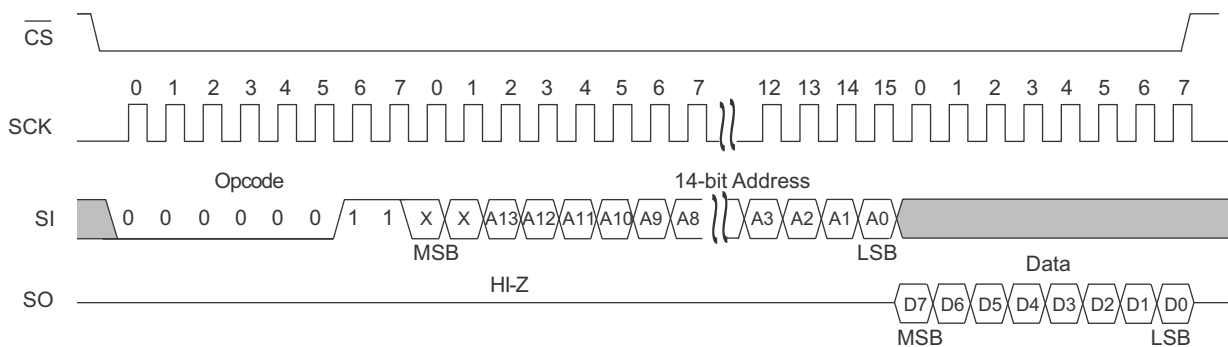 CS
0 1 2 3 4 5 6 7 0 1 2 3 4 5 6 7 12 13 14 15 0 1 2 3 4 5 6 7
SCK
Opcode 14-bit Address
SI 0 0 0 0 0 0 1 1 X X A13 A12 A11 A10 A9 A8 A3 A2 A1 A0
MSB LSB
HI-Z Data
SO D7 D6 D5 D4 D3 D2 D1 D0
MSB LSB